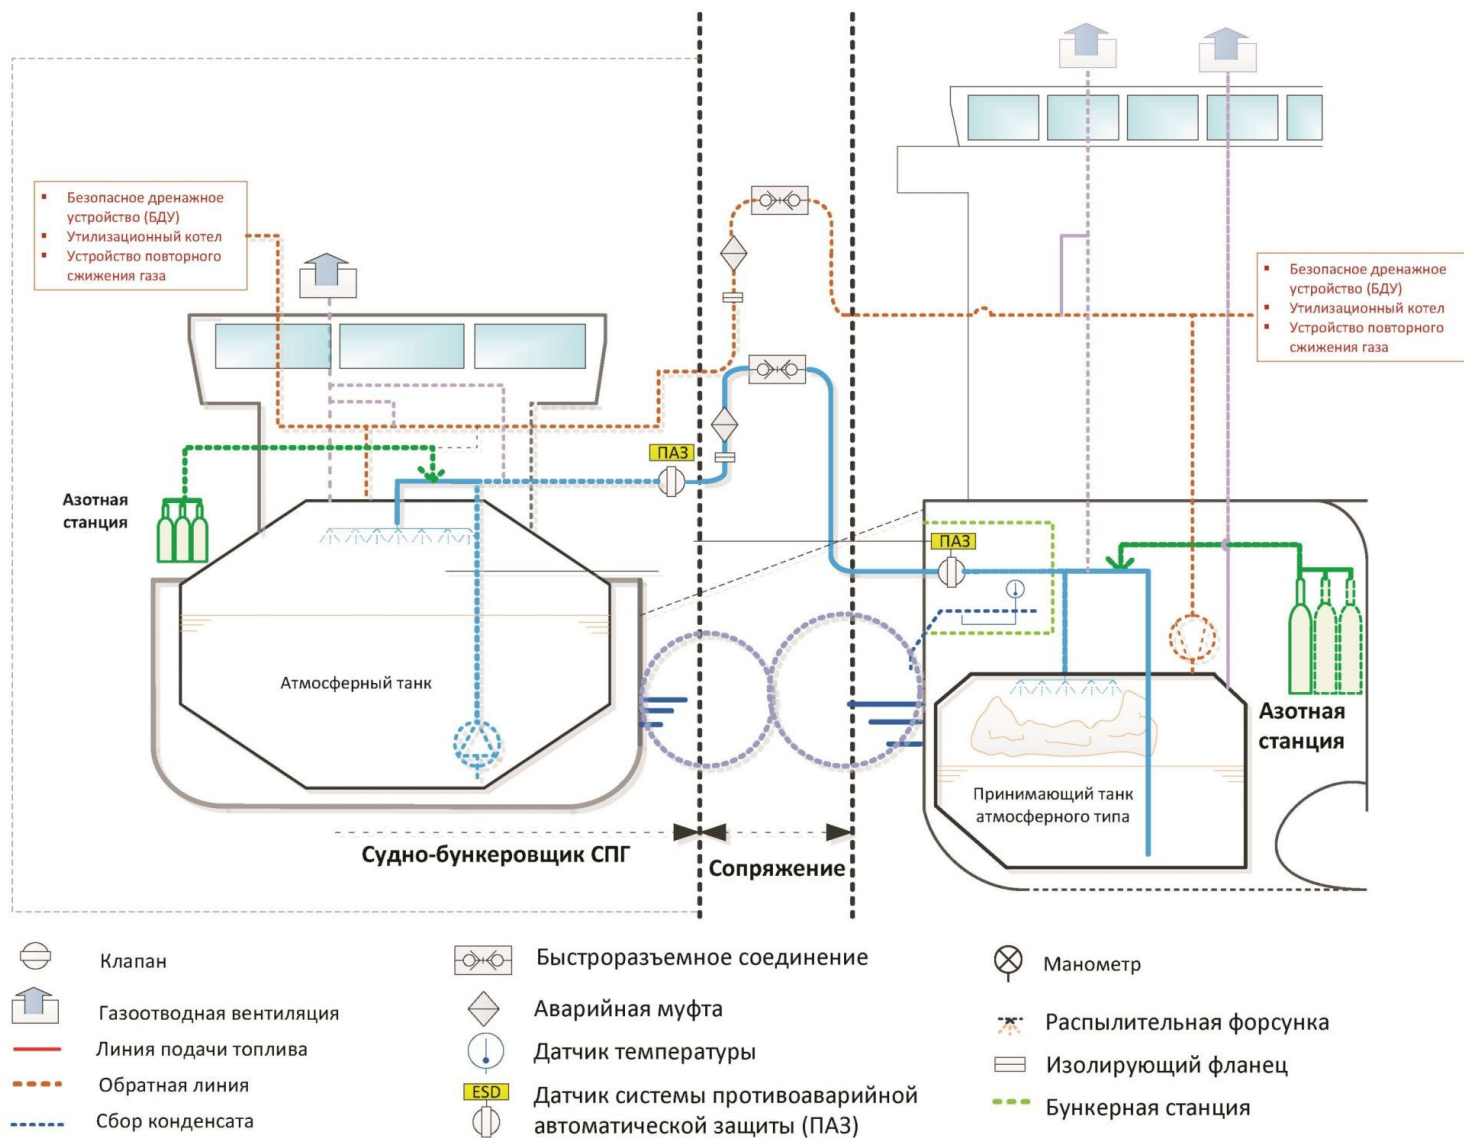 Безопасное дренажное
устройство (БДУ)
Утилизационный котел
Устройство повторного
сжижения газа
Безопасное дренажное
устройство (БДУ)
Утилизационный котел
Устройство повторного
сжижения газа
ПАЗ
Азотная
станция
ПАЗ
Атмосферный танк
Азотная
станция
Принимающий танк
атмосферного типа
Судно-бункеровщик СПГ
Сопряжение
Клапан
Газоотводная вентиляция
Линия подачи топлива
Обратная линия
Сбор конденсата
Быстроразъемное соединение
Аварийная муфта
Датчик температуры
ESD
Датчик системы противоаварийной
автоматической защиты (ПАЗ)
Манометр
Распылительная форсунка
Изолирующий фланец
Бункерная станция